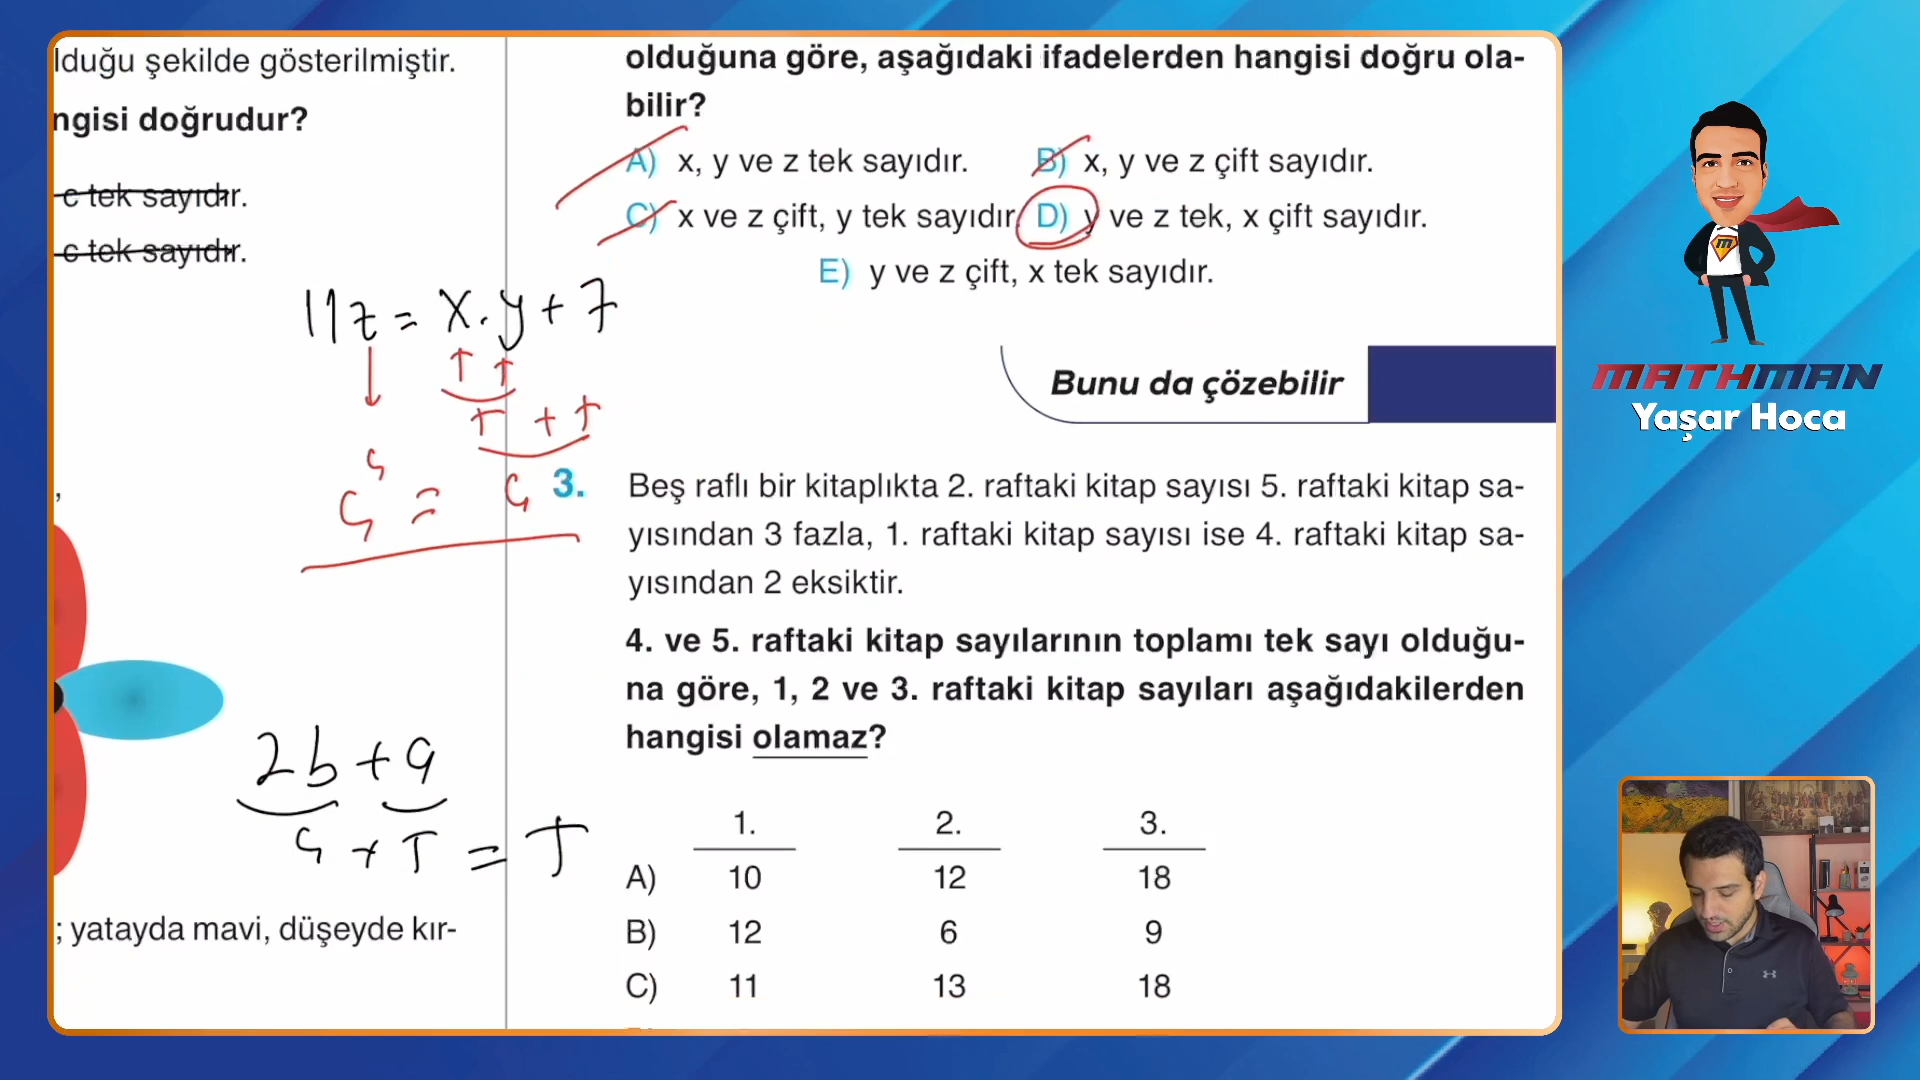 lduğu şekilde gösterilmiştir.
ngisi doğrudur?
c tek sayıdır.
c tek sayıdır.
,
; yatayda mavi, düşeyde kır-
11z = x.y+7
T T
T + T
ç
ç = ç
2b+a
ç + T = T
olduğuna göre, aşağıdaki ifadelerden hangisi doğru ola-
bilir?
A) x, y ve z tek sayıdır. B) x, y ve z çift sayıdır.
C) x ve z çift, y tek sayıdır. D) y ve z tek, x çift sayıdır.
E) y ve z çift, x tek sayıdır.
Bunu da çözebilir
3. Beş raflı bir kitaplıkta 2. raftaki kitap sayısı 5. raftaki kitap sa-
yısından 3 fazla, 1. raftaki kitap sayısı ise 4. raftaki kitap sa-
yısından 2 eksiktir.
4. ve 5. raftaki kitap sayılarının toplamı tek sayı olduğu-
na göre, 1, 2 ve 3. raftaki kitap sayıları aşağıdakilerden
hangisi olamaz?
1. 2. 3.
A) 10 12 18
B) 12 6 9
C) 11 13 18
MATHMAN
Yaşar Hoca